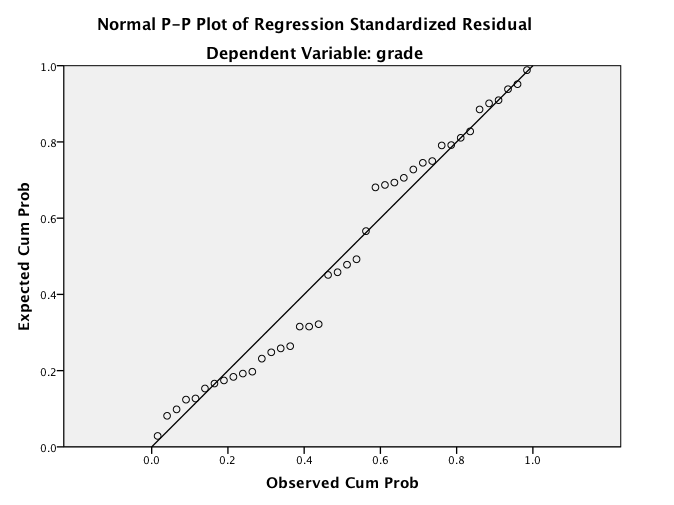 Normal P-P Plot of Regression Standardized Residual
Dependent Variable: grade
1.0
0.8
0.6
0.4
0.2
0.0
Expected Cum Prob
0.0 0.2 0.4 0.6 0.8 1.0
Observed Cum Prob